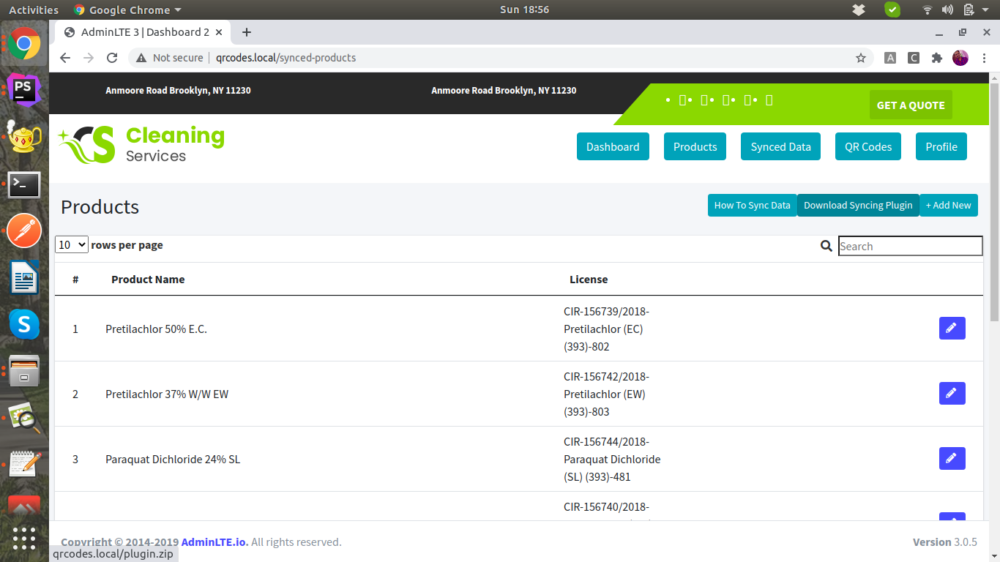 Activities Google Chrome Sun 18:56
AdminLTE 3 | Dashboard 2
Not secure qrcodes.local/synced-products
A C
PS
Anmoore Road Brooklyn, NY 11230 Anmoore Road Brooklyn, NY 11230
GET A QUOTE
CS Cleaning
Services
Dashboard Products Synced Data QR Codes Profile
Products How To Sync Data Download Syncing Plugin + Add New
10 rows per page Search
# Product Name License
1 Pretilachlor 50% E.C. CIR-156739/2018-
Pretilachlor (EC)
(393)-802
2 Pretilachlor 37% W/W EW CIR-156742/2018-
Pretilachlor (EW)
(393)-803
3 Paraquat Dichloride 24% SL CIR-156744/2018-
Paraquat Dichloride
(SL) (393)-481
CIR-156740/2018-
Copyright © 2014-2019 AdminLTE.io. All rights reserved. Version 3.0.5
qrcodes.local/plugin.zip